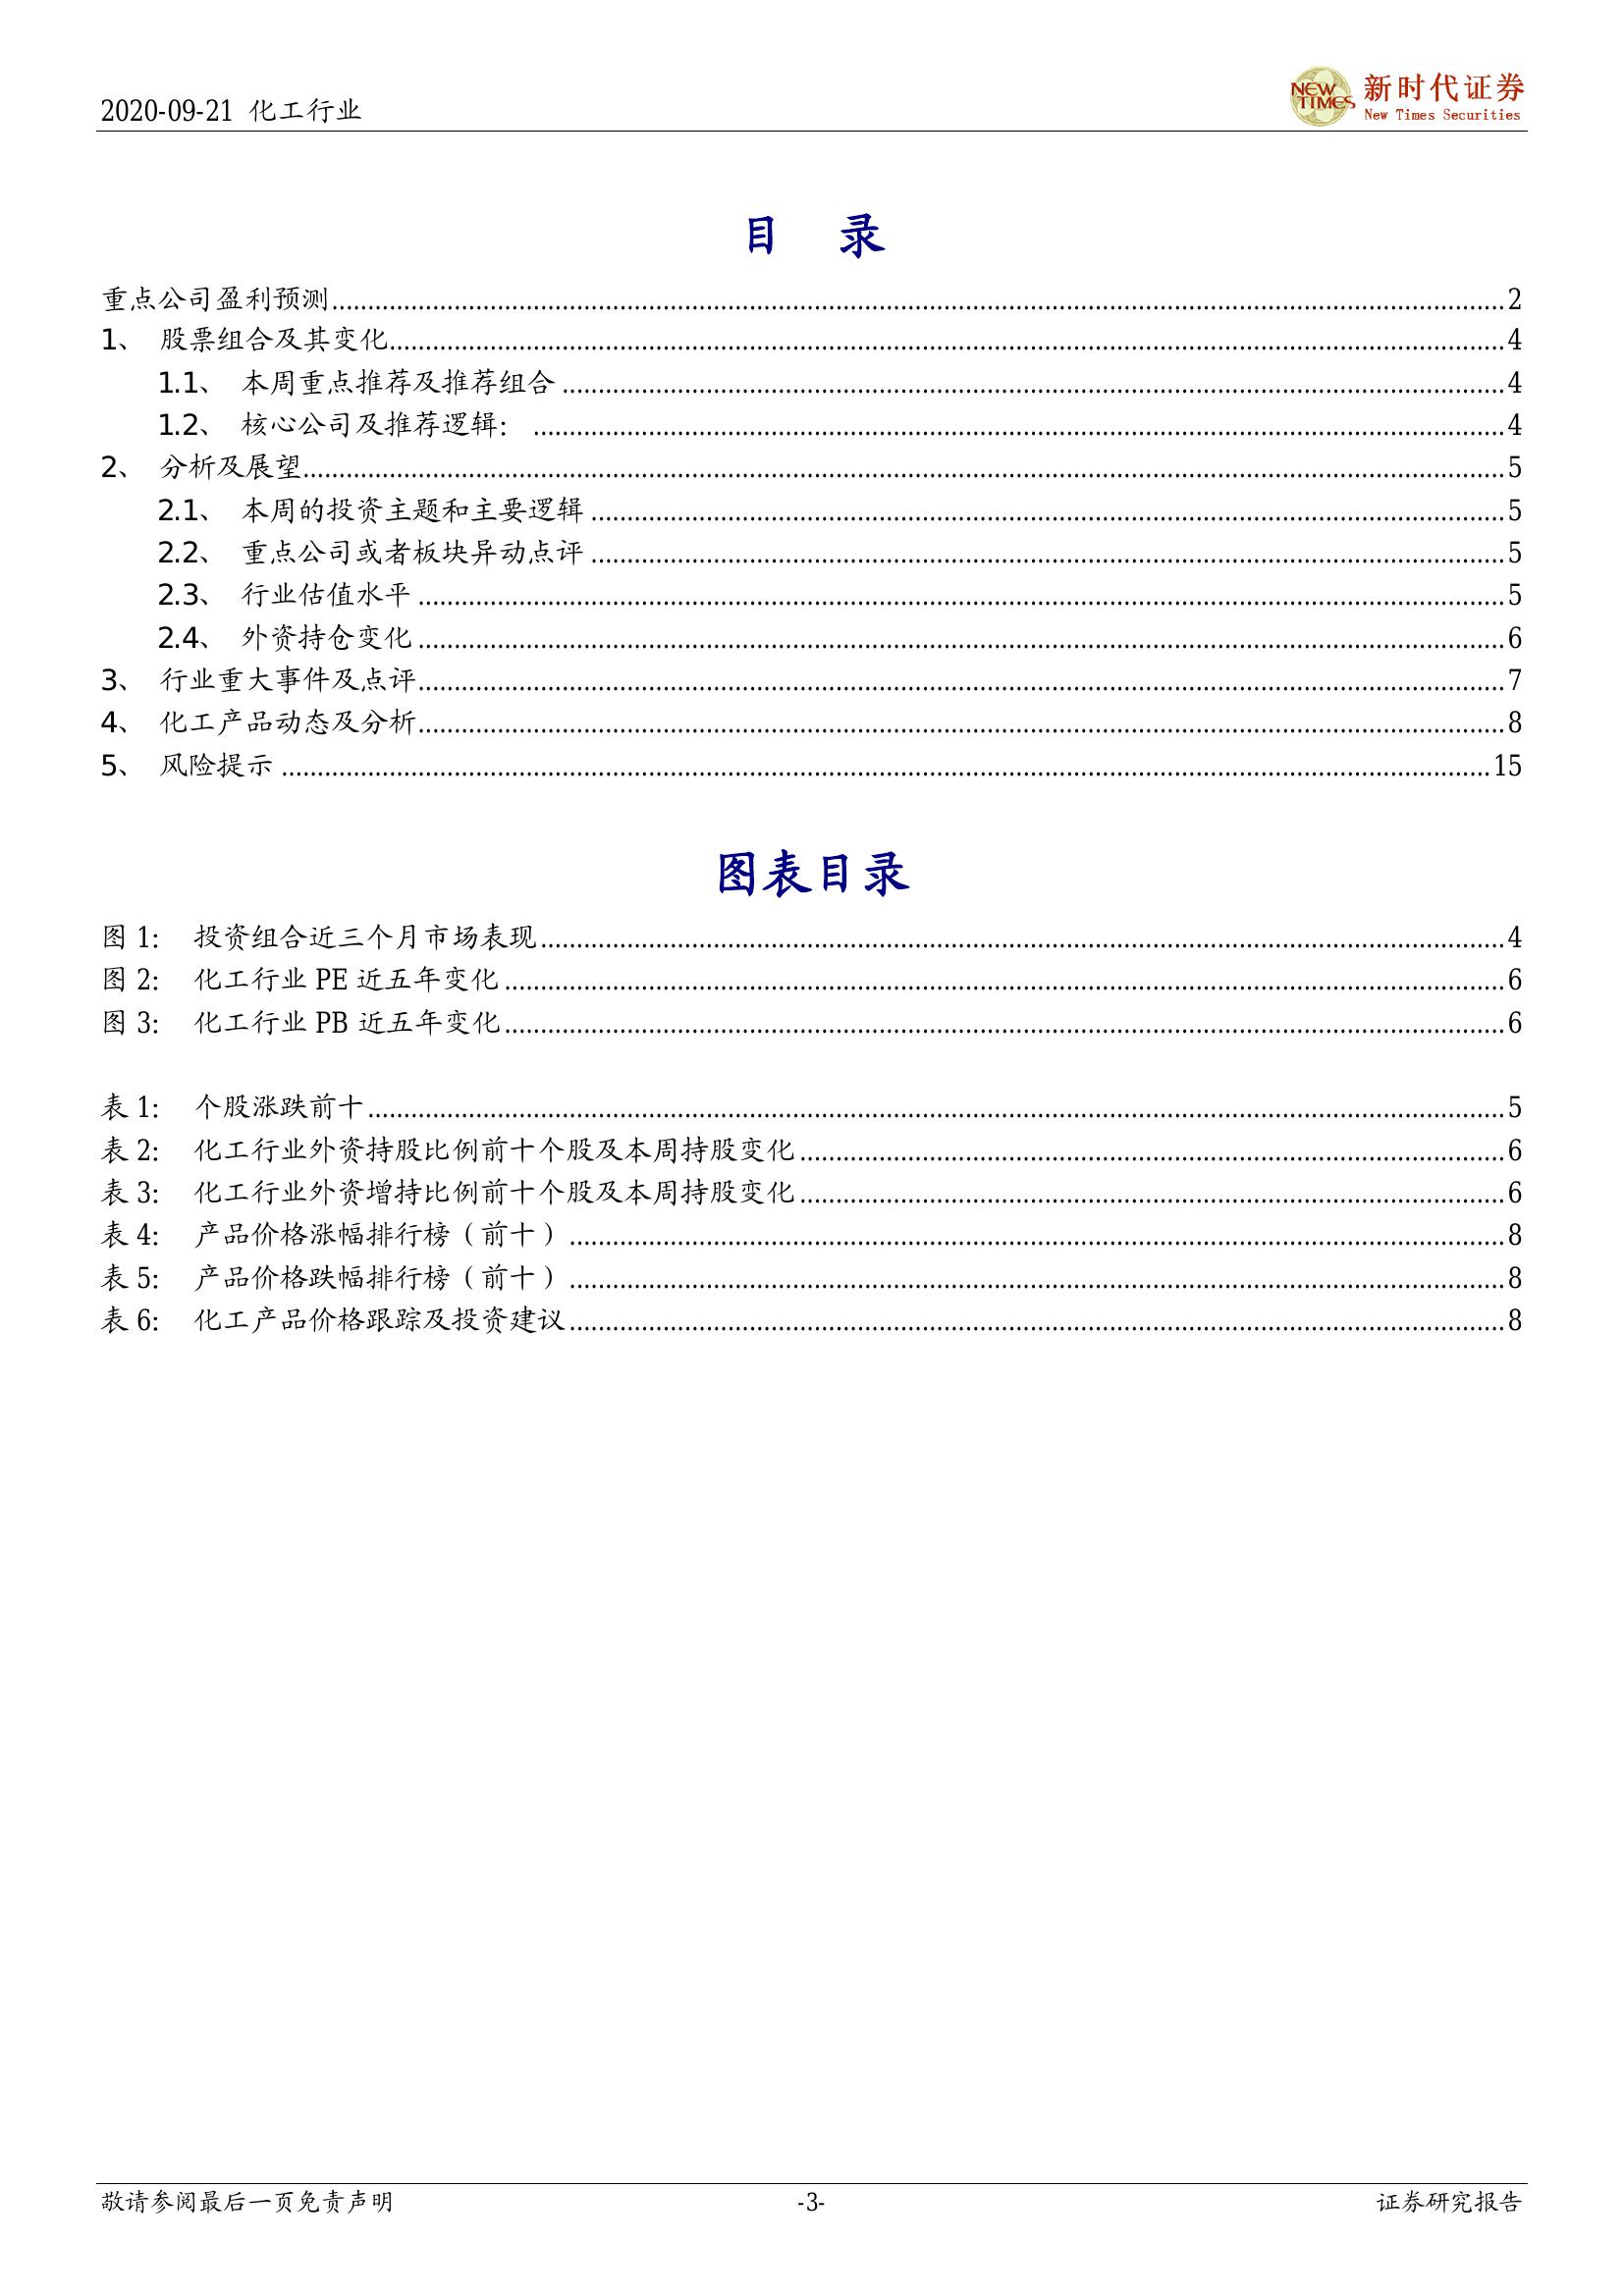 2020-09-21 化工行业
NEW TIMES
新时代证券
New Times Securities
目 录
重点公司盈利预测 2
1、 股票组合及其变化 4
1.1、 本周重点推荐及推荐组合 4
1.2、 核心公司及推荐逻辑: 4
2、 分析及展望 5
2.1、 本周的投资主题和主要逻辑 5
2.2、 重点公司或者板块异动点评 5
2.3、 行业估值水平 5
2.4、 外资持仓变化 6
3、 行业重大事件及点评 7
4、 化工产品动态及分析 8
5、 风险提示 15
图表目录
图 1: 投资组合近三个月市场表现 4
图 2: 化工行业 PE 近五年变化 6
图 3: 化工行业 PB 近五年变化 6
表 1: 个股涨跌前十 5
表 2: 化工行业外资持股比例前十个股及本周持股变化 6
表 3: 化工行业外资增持比例前十个股及本周持股变化 6
表 4: 产品价格涨幅排行榜（前十） 8
表 5: 产品价格跌幅排行榜（前十） 8
表 6: 化工产品价格跟踪及投资建议 8
敬请参阅最后一页免责声明 -3- 证券研究报告